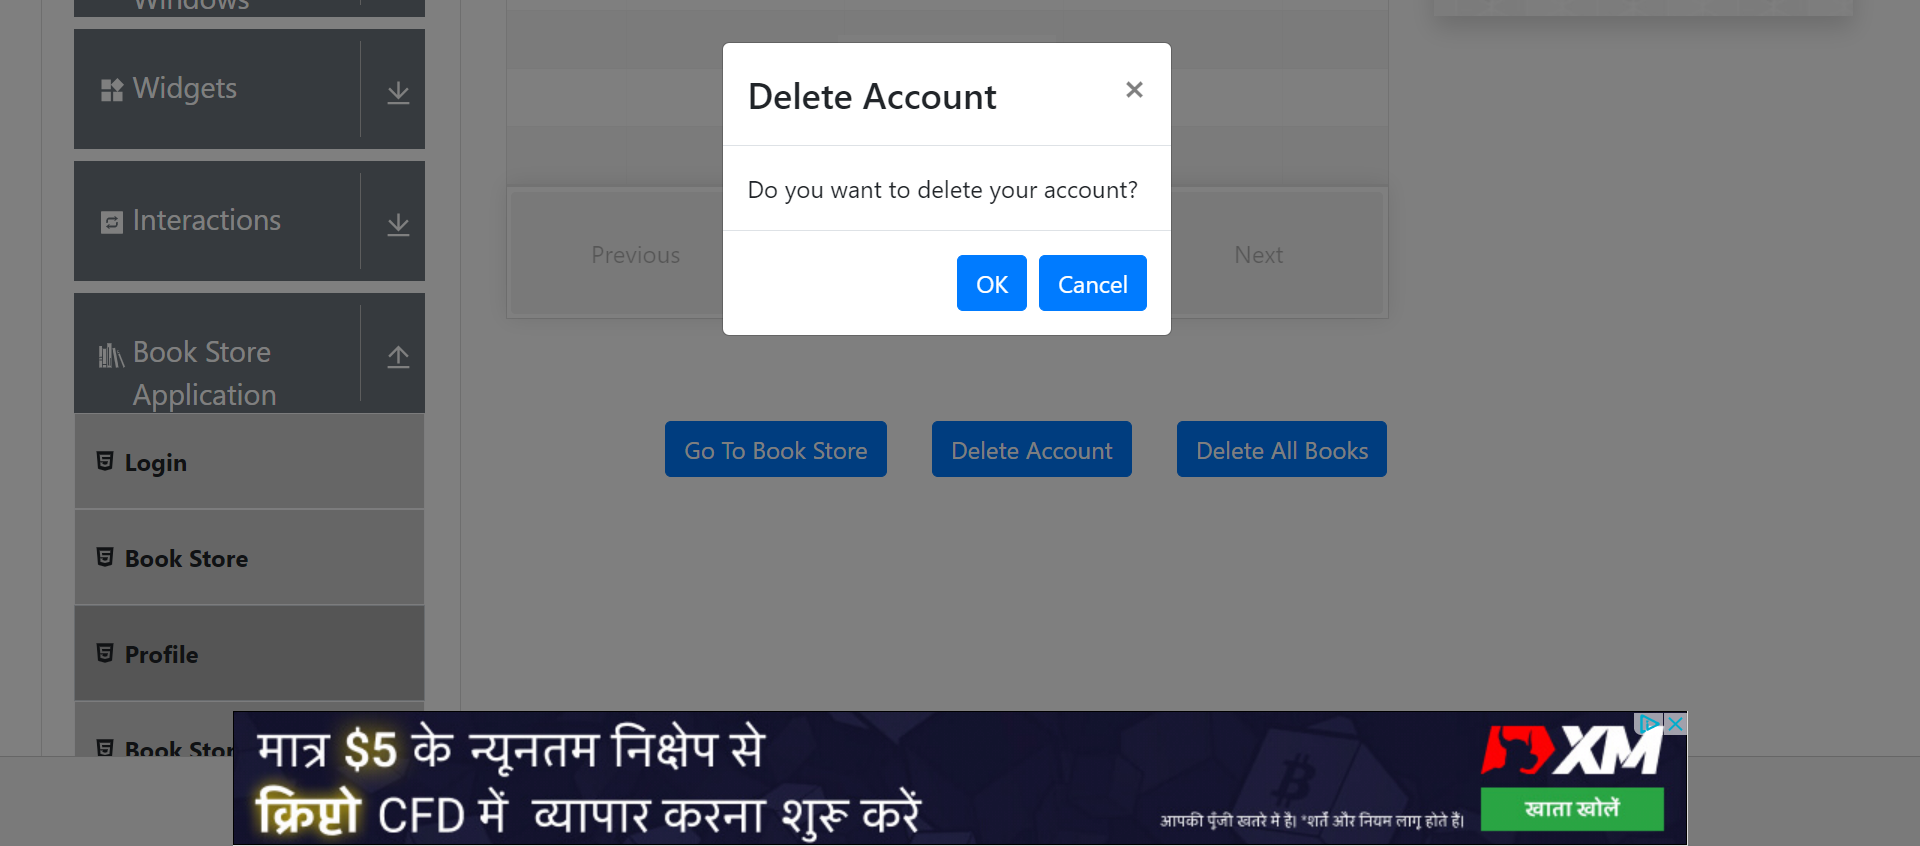 Windows
Widgets
Interactions
Book Store
Application
Login
Book Store
Profile
Book Stor
Delete Account
×
Do you want to delete your account?
OK
Cancel
Previous
Next
Go To Book Store
Delete Account
Delete All Books
मात्र $5 के न्यूनतम निक्षेप से
क्रिप्टो CFD में व्यापार करना शुरू करें
आपकी पूँजी खतरे में है। *शर्तें और नियम लागू होते हैं।
XM
खाता खोलें